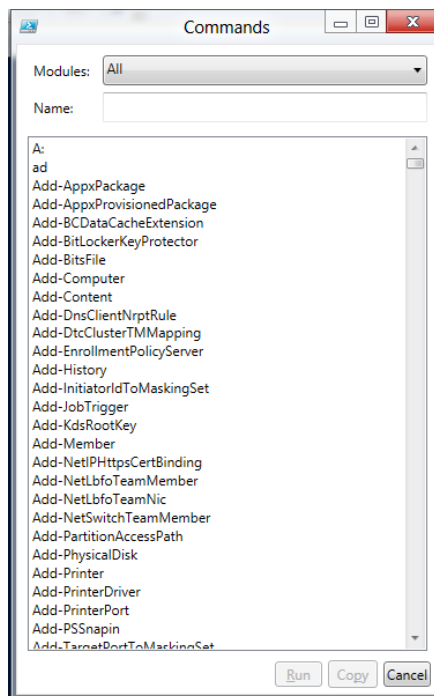 Commands
Modules: All
Name:
A:
ad
Add-AppxPackage
Add-AppxProvisionedPackage
Add-BCDataCacheExtension
Add-BitLockerKeyProtector
Add-BitsFile
Add-Computer
Add-Content
Add-DnsClientNrptRule
Add-DtcClusterTMMapping
Add-EnrollmentPolicyServer
Add-History
Add-InitiatorIdToMaskingSet
Add-JobTrigger
Add-KdsRootKey
Add-Member
Add-NetIPHttpsCertBinding
Add-NetLbfoTeamMember
Add-NetLbfoTeamNic
Add-NetSwitchTeamMember
Add-PartitionAccessPath
Add-PhysicalDisk
Add-Printer
Add-PrinterDriver
Add-PrinterPort
Add-PSSnapin
Add-TargetPortToMaskingSet
Run Copy Cancel